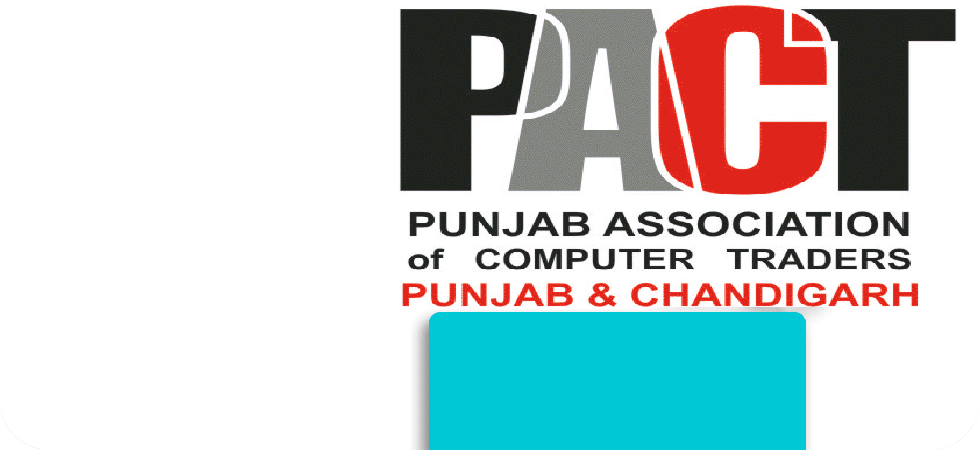 PACT
PUNJAB ASSOCIATION
of COMPUTER TRADERS
PUNJAB & CHANDIGARH